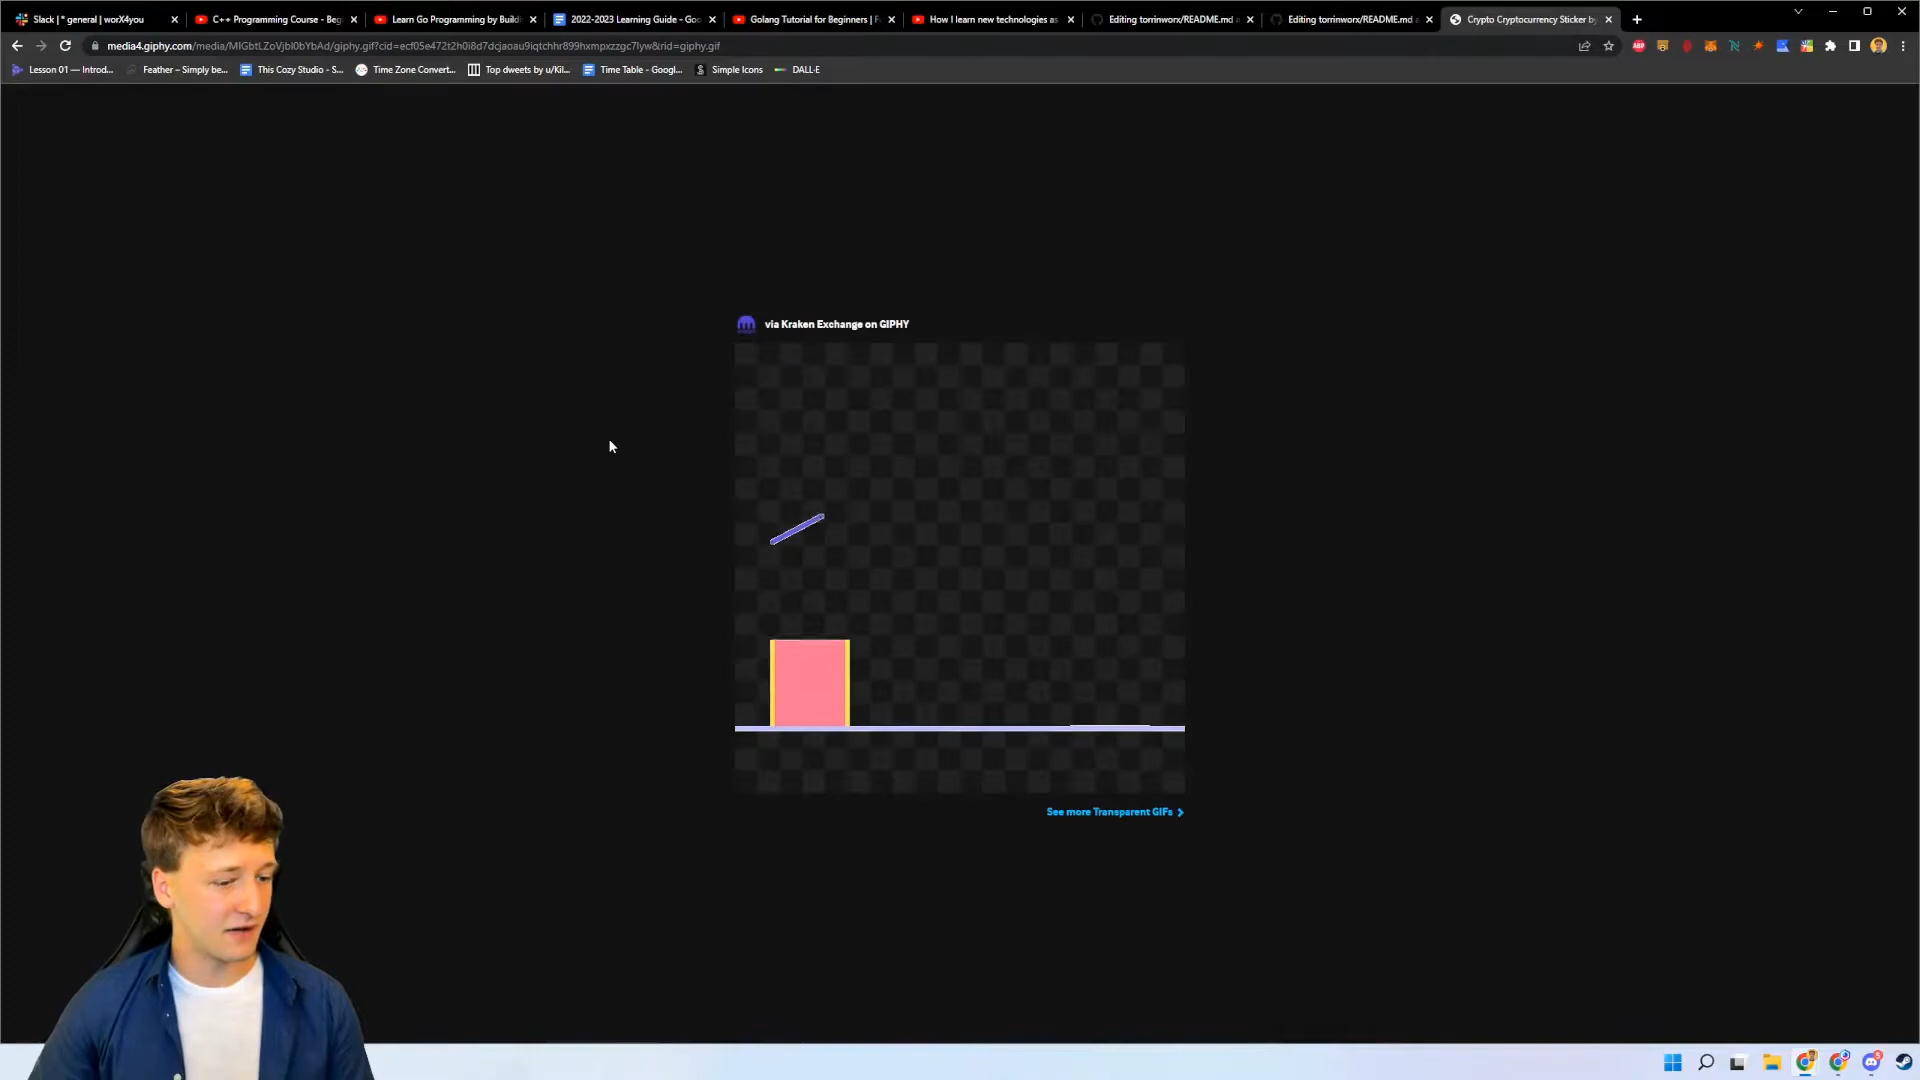 Slack | * general | worX4you
C++ Programming Course - Beg
Learn Go Programming by Buildi
2022-2023 Learning Guide - Goo
Golang Tutorial for Beginners | F
How I learn new technologies as
Editing torrinworx/README.md
Editing torrinworx/README.md
Crypto Cryptocurrency Sticker by
media4.giphy.com/media/MlGbtLZoVjbl0bYbAd/giphy.gif?cid=ecf05e472t2h0i8d7dcjaoau9iqtchhr899hxmpxzzgc7lyw&rid=giphy.gif
Lesson 01 — Introd...
Feather – Simply be...
This Cozy Studio - S...
Time Zone Convert...
Top dweets by u/Kil...
Time Table - Googl...
Simple Icons
DALL·E
via Kraken Exchange on GIPHY
See more Transparent GIFs